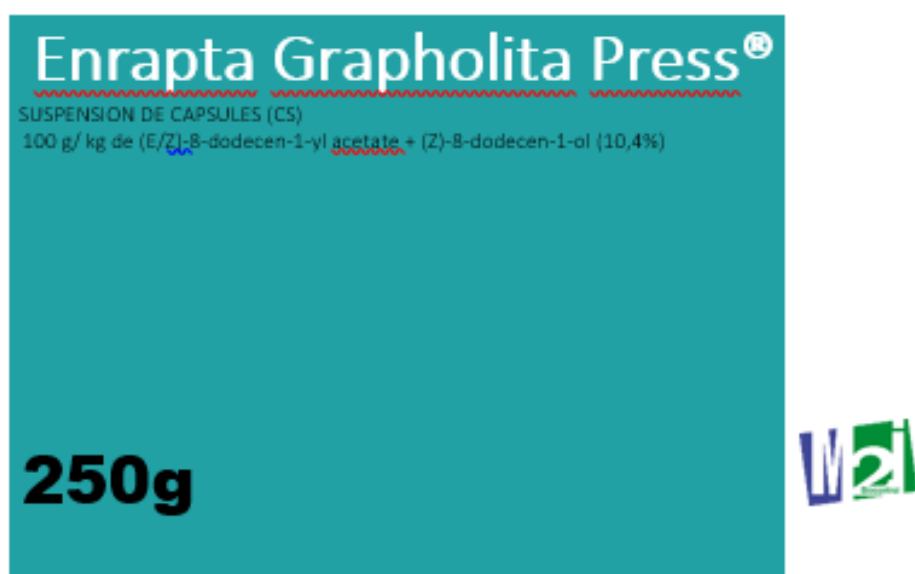 Enrapta Grapholita Press®
SUSPENSION DE CAPSULES (CS)
100 g/ kg de (E/Z)-8-dodecen-1-yl acetate + (Z)-8-dodecen-1-ol (10,4%)
250g
M2i